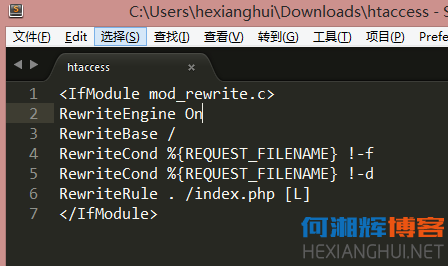 C:\Users\hexianghui\Downloads\htaccess - S
文件(F) Edit 选择(S) 查找(I) 查看(V) 转到(G) 工具(T) 项目(P) Prefe
htaccess ×
1 <IfModule mod_rewrite.c>
2 RewriteEngine On
3 RewriteBase /
4 RewriteCond %{REQUEST_FILENAME} !-f
5 RewriteCond %{REQUEST_FILENAME} !-d
6 RewriteRule . /index.php [L]
7 </IfModule>
何湘辉博客
HEXIANGHUI.NET